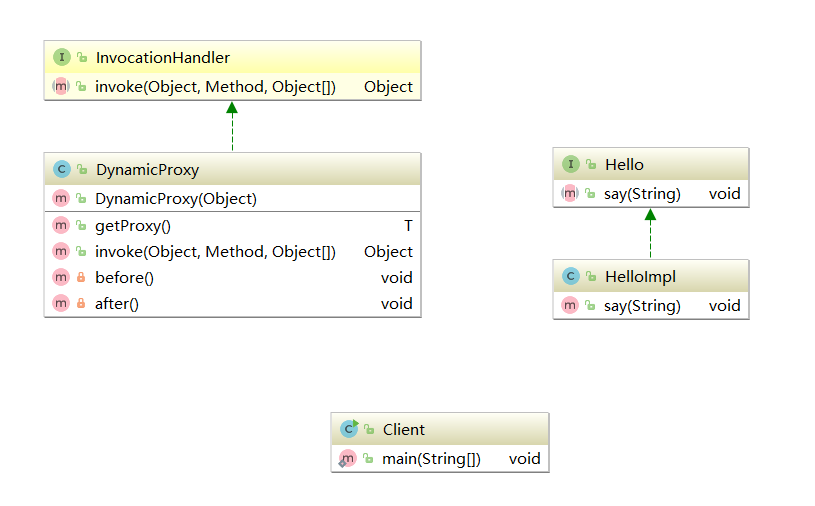 I InvocationHandler
m invoke(Object, Method, Object[]) Object
C DynamicProxy
m DynamicProxy(Object)
m getProxy() T
m invoke(Object, Method, Object[]) Object
m before() void
m after() void
I Hello
m say(String) void
C HelloImpl
m say(String) void
C Client
m main(String[]) void